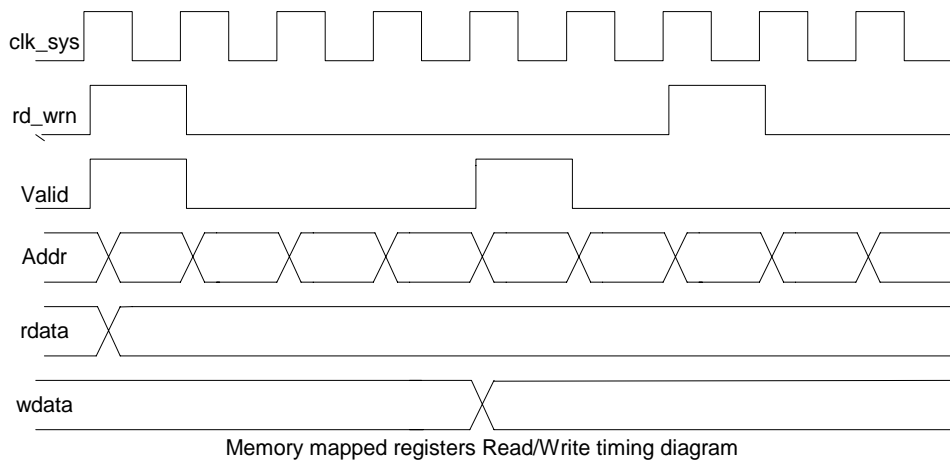 clk_sys
rd_wrn
Valid
Addr
rdata
wdata
Memory mapped registers Read/Write timing diagram